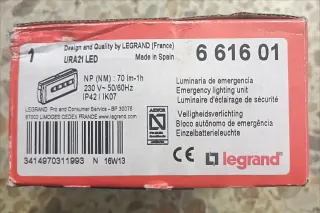 1
Design and Quality by LEGRAND (France)
URA21 LED
Made in Spain
6 616 01
NP (NM) : 70 lm-1h
230 V~ 50/60Hz
IP42 / IK07
Luminaria de emergencia
Emergency lighting unit
Luminaire d'éclairage de sécurité
LEGRAND Pro and Consumer Service - BP 30076
87002 LIMOGES CEDEX FRANCE www.legrand.com
AENOR
Veiligheidsverlichting
Bloco autónomo de emergência
Einzelbatterieleuchte
3414970311993
N 16W13
CE
N
legrand